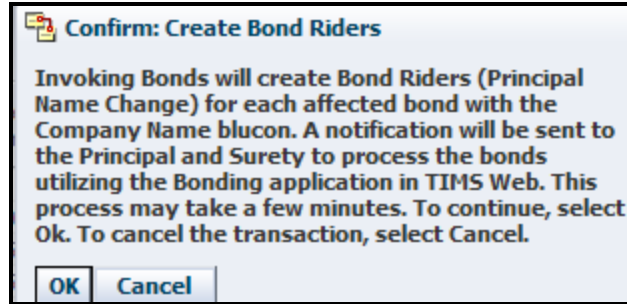 Confirm: Create Bond Riders
Invoking Bonds will create Bond Riders (Principal
Name Change) for each affected bond with the
Company Name blucon. A notification will be sent to
the Principal and Surety to process the bonds
utilizing the Bonding application in TIMS Web. This
process may take a few minutes. To continue, select
Ok. To cancel the transaction, select Cancel.
OK Cancel